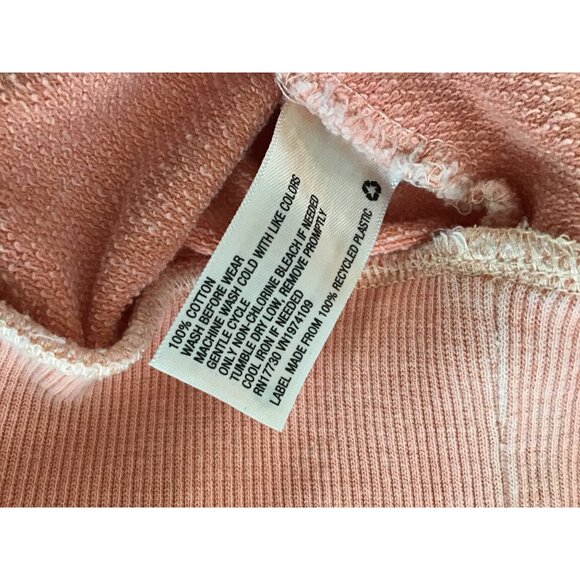 100% COTTON
WASH BEFORE WEAR
MACHINE WASH COLD WITH LIKE COLORS
GENTLE CYCLE
ONLY NON-CHLORINE BLEACH IF NEEDED
TUMBLE DRY LOW, REMOVE PROMPTLY
COOL IRON IF NEEDED
RN17730 VN1974109
LABEL MADE FROM 100% RECYCLED PLASTIC